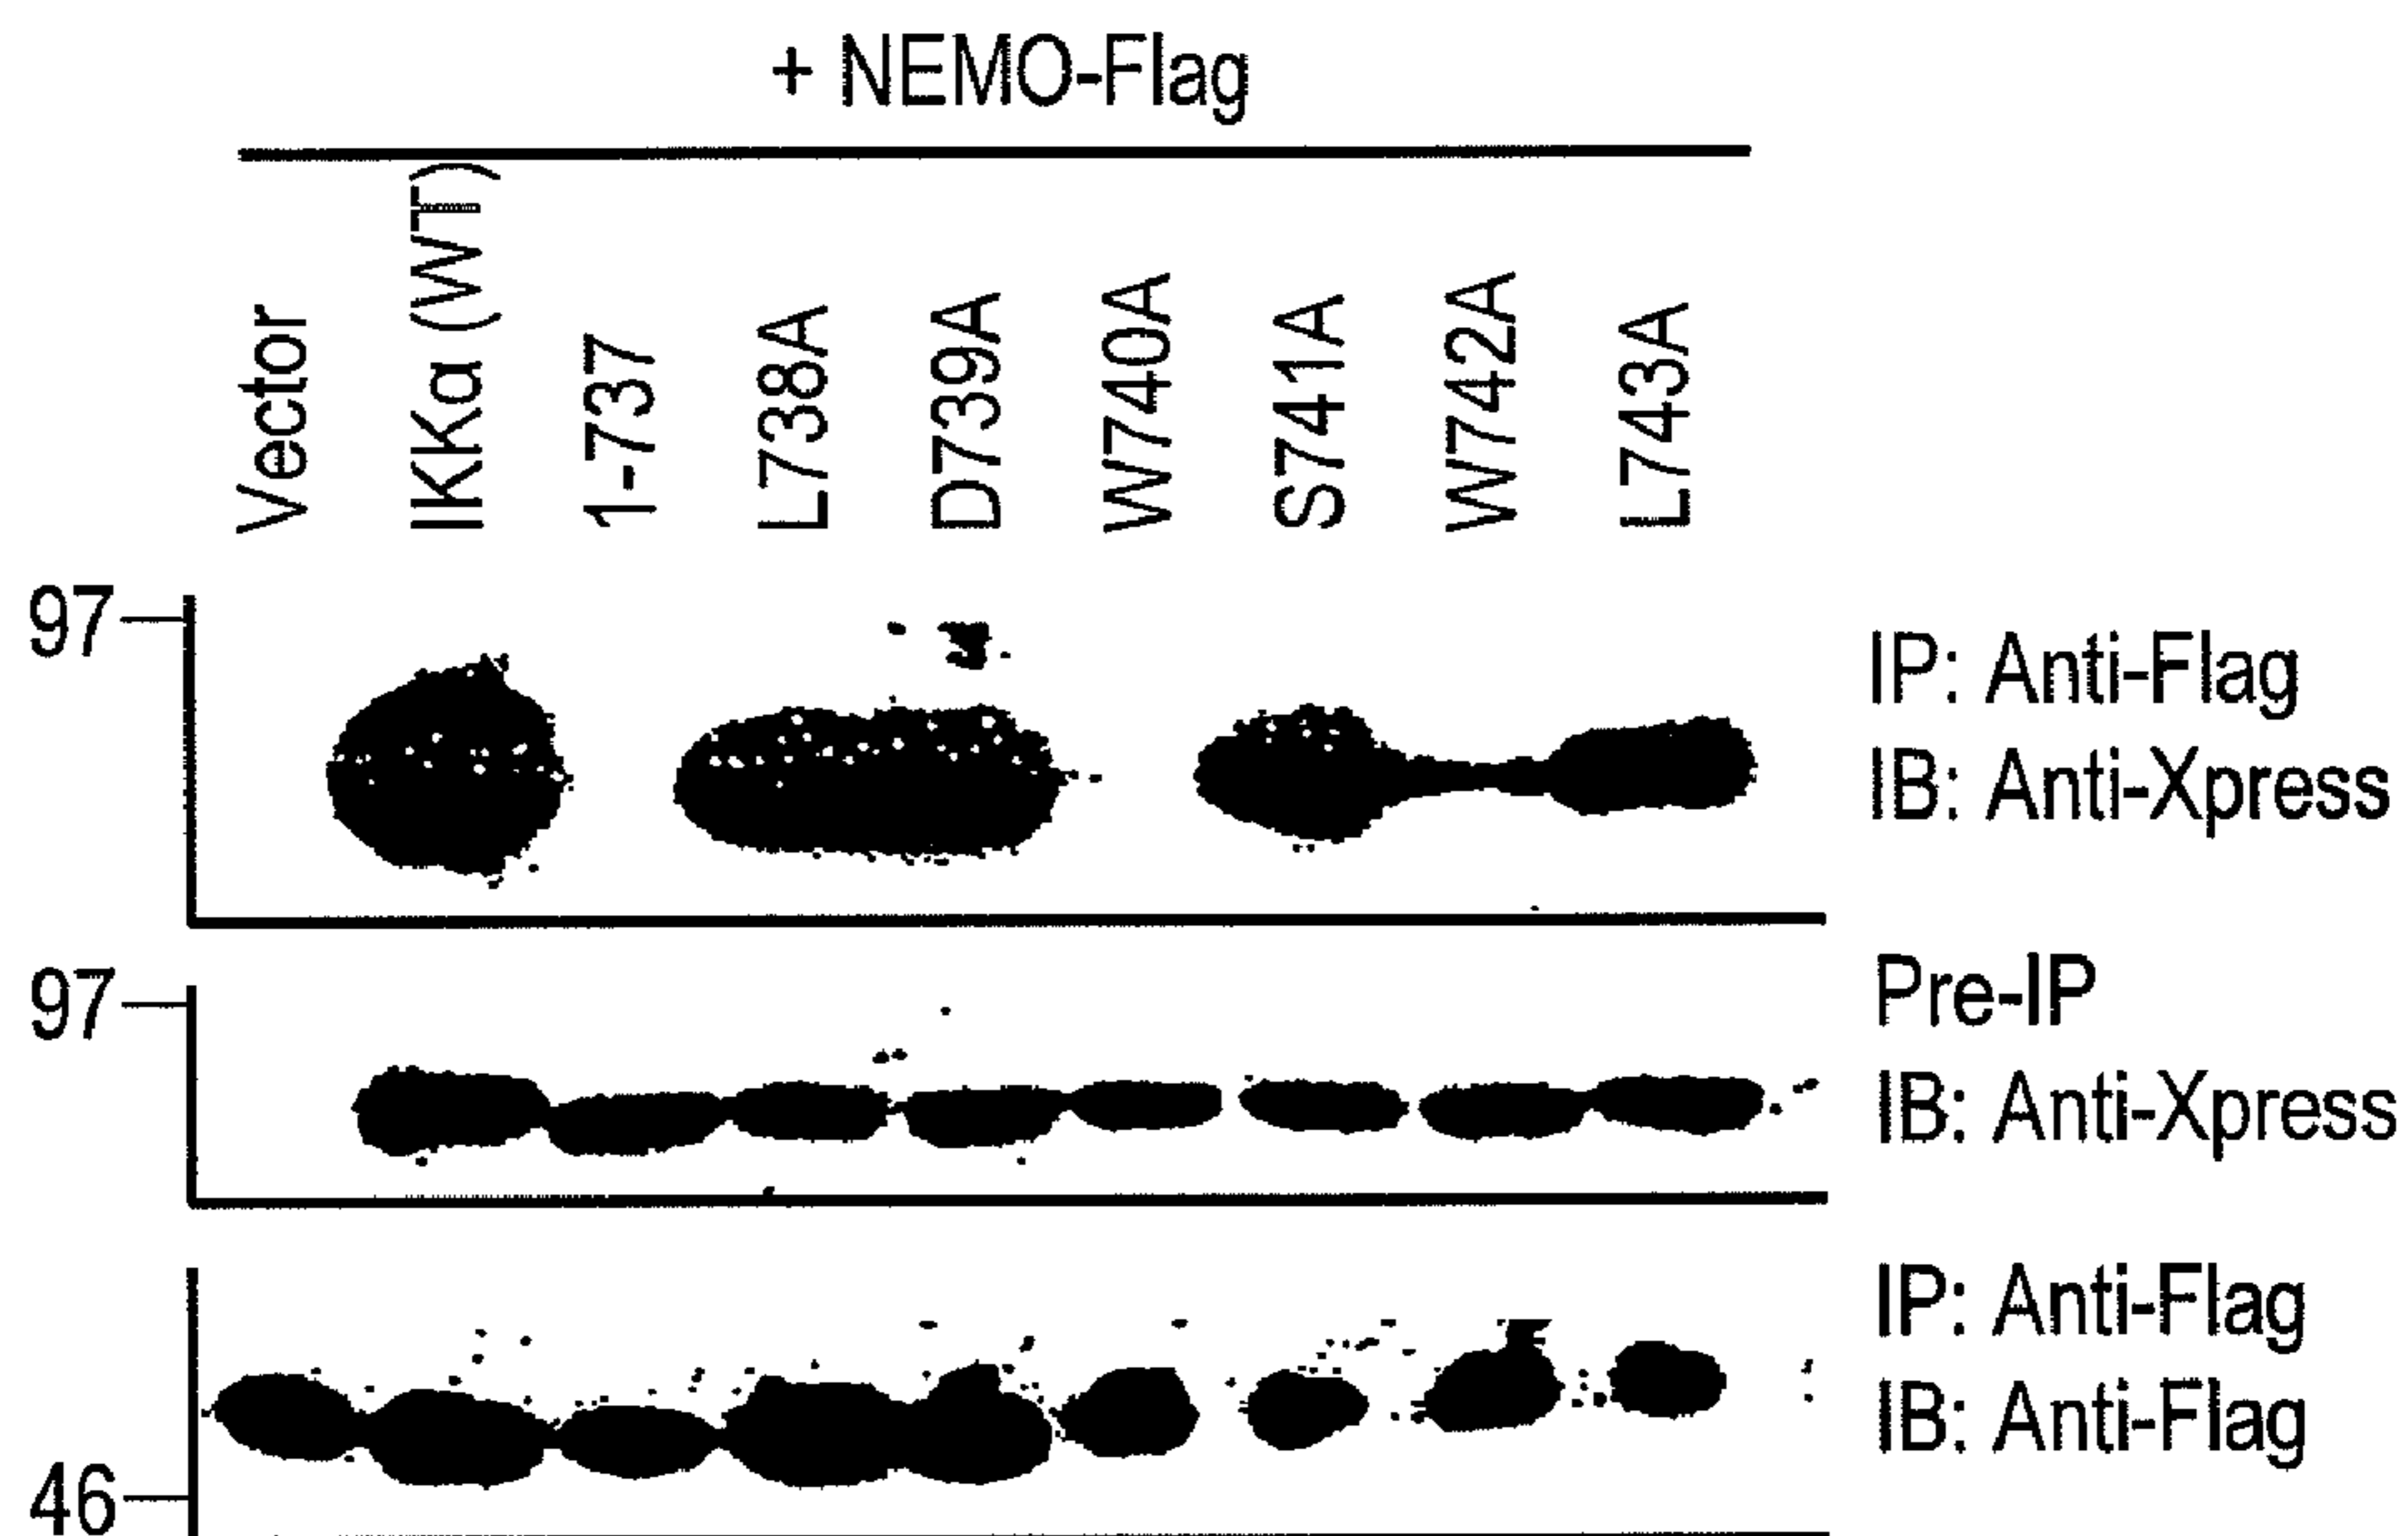 + NEMO-Flag
Vector
IKKα (WT)
1-737
L738A
D739A
W740A
S741A
W742A
L743A
97
IP: Anti-Flag
IB: Anti-Xpress
97
Pre-IP
IB: Anti-Xpress
IP: Anti-Flag
IB: Anti-Flag
46